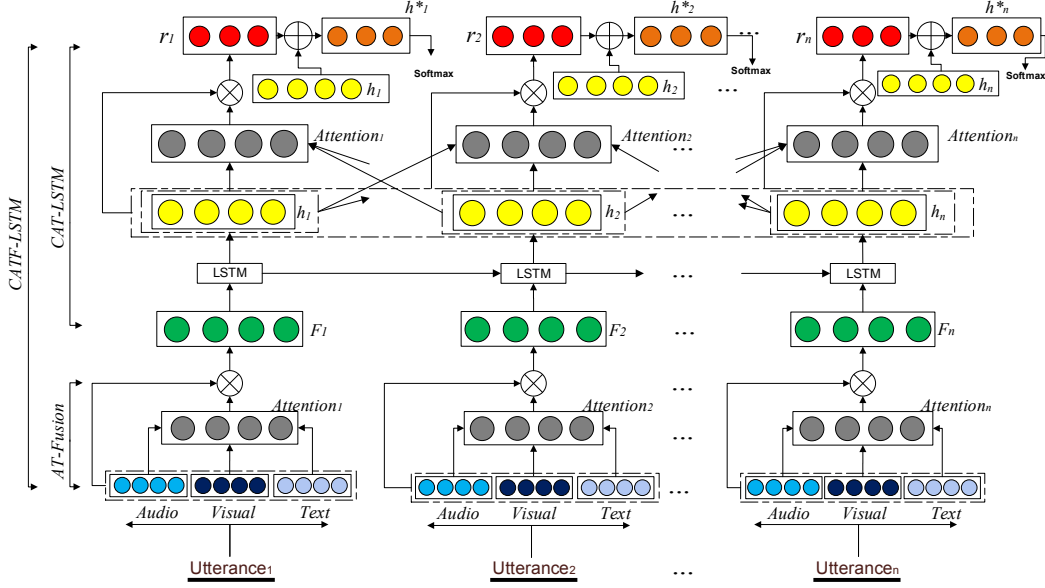 h*1 h*2 h*n
r1 r2 ... rn
Softmax Softmax Softmax
h1 h2 ... hn
Attention1 Attention2 ... Attentionn
h1 h2 ... hn
CATF-LSTM
CAT-LSTM
LSTM LSTM ... LSTM
F1 F2 ... Fn
AT-Fusion
Attention1 Attention2 ... Attentionn
...
Audio Visual Text Audio Visual Text Audio Visual Text
Utterance1 Utterance2 ... Utterancen